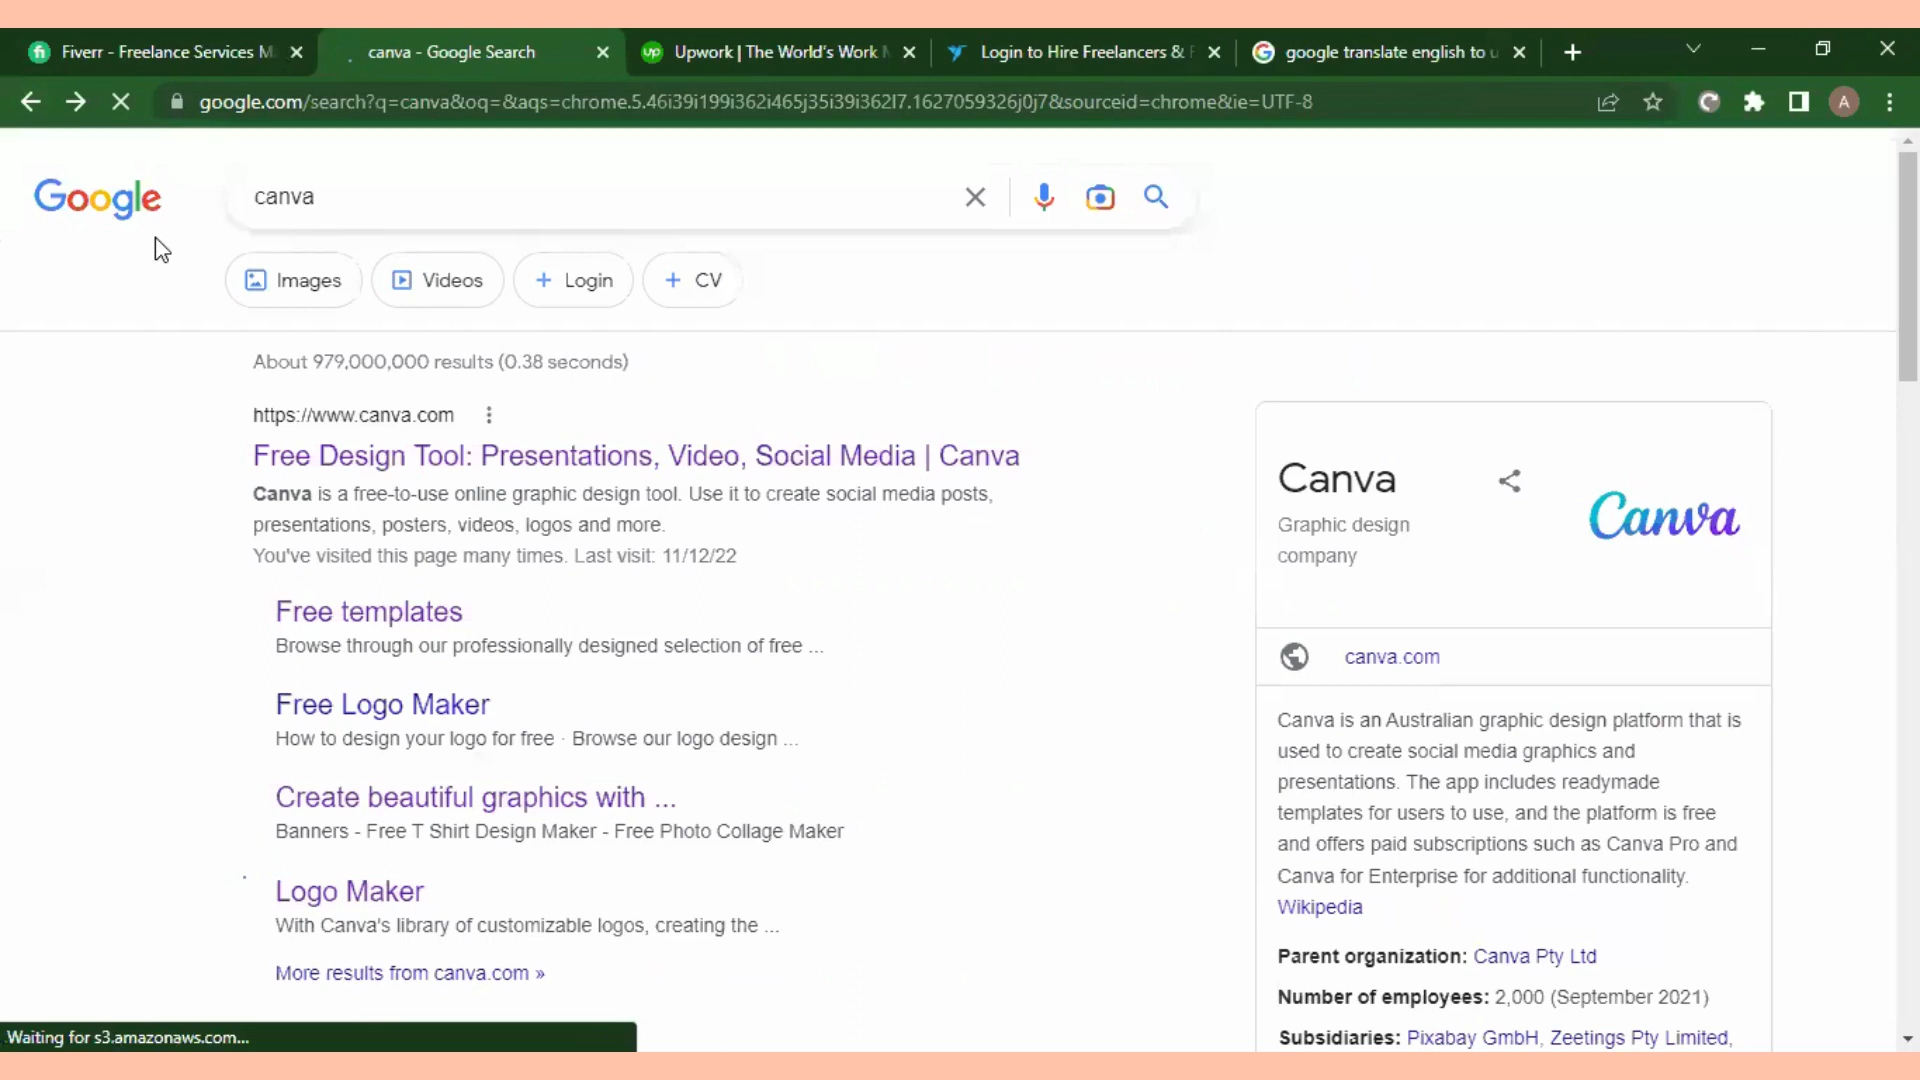 Fiverr - Freelance Services M
canva - Google Search
Upwork | The World's Work M
Login to Hire Freelancers & F
google translate english to u
google.com/search?q=canva&oq=&aqs=chrome.5.46i39i199i362i465j35i39i362l7.1627059326j0j7&sourceid=chrome&ie=UTF-8
A
Google
canva
Images
Videos
Login
CV
About 979,000,000 results (0.38 seconds)
https://www.canva.com
Free Design Tool: Presentations, Video, Social Media | Canva
Canva is a free-to-use online graphic design tool. Use it to create social media posts,
presentations, posters, videos, logos and more.
You've visited this page many times. Last visit: 11/12/22
Free templates
Browse through our professionally designed selection of free ...
Free Logo Maker
How to design your logo for free · Browse our logo design ...
Create beautiful graphics with ...
Banners - Free T Shirt Design Maker - Free Photo Collage Maker
Logo Maker
With Canva's library of customizable logos, creating the ...
More results from canva.com »
Canva
Graphic design
company
Canva
canva.com
Canva is an Australian graphic design platform that is
used to create social media graphics and
presentations. The app includes readymade
templates for users to use, and the platform is free
and offers paid subscriptions such as Canva Pro and
Canva for Enterprise for additional functionality.
Wikipedia
Parent organization: Canva Pty Ltd
Number of employees: 2,000 (September 2021)
Subsidiaries: Pixabay GmbH, Zeetings Pty Limited,
Waiting for s3.amazonaws.com...